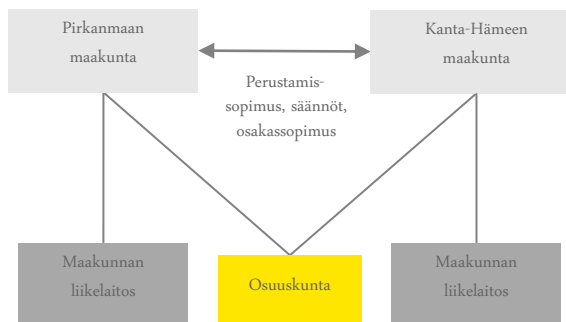 Pirkanmaan
maakunta
Kanta-Hämeen
maakunta
Perustamis-
sopimus, säännöt,
osakassopimus
Maakunnan
liikelaitos
Osuuskunta
Maakunnan
liikelaitos